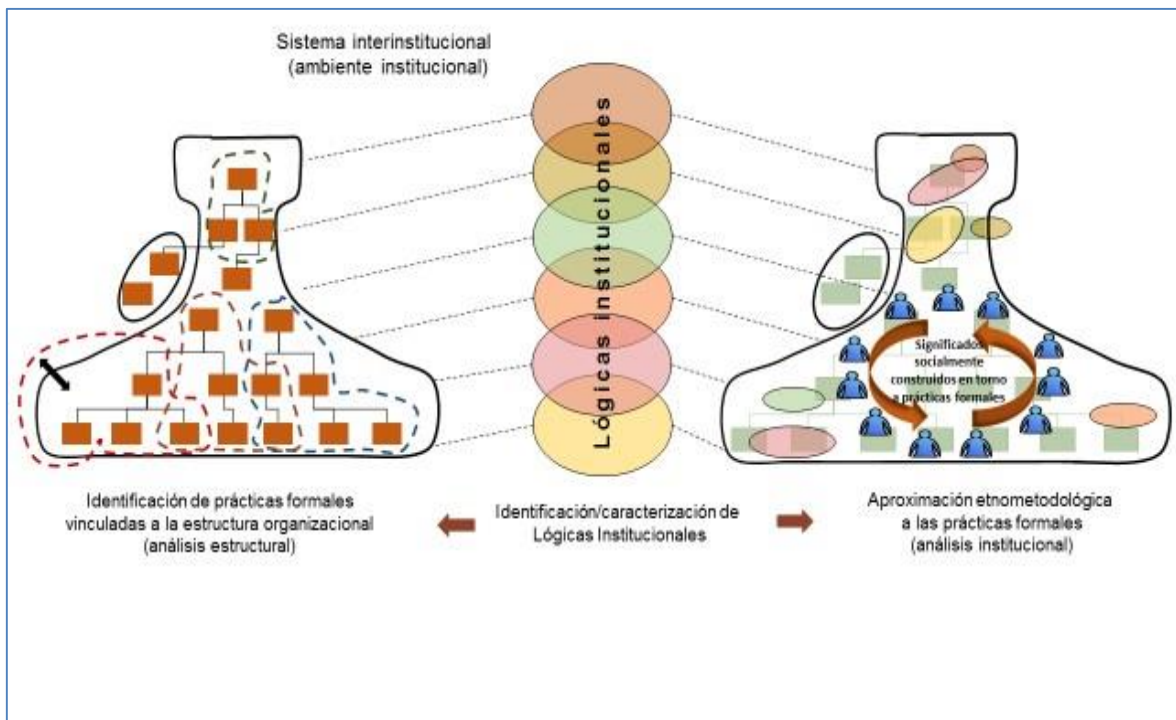 Sistema interinstitucional
(ambiente institucional)
Lógicas institucionales
Significados
socialmente
construidos en torno
a prácticas formales
Identificación de prácticas formales
vinculadas a la estructura organizacional
(análisis estructural)
Identificación/caracterización de
Lógicas Institucionales
Aproximación etnometodológica
a las prácticas formales
(análisis institucional)